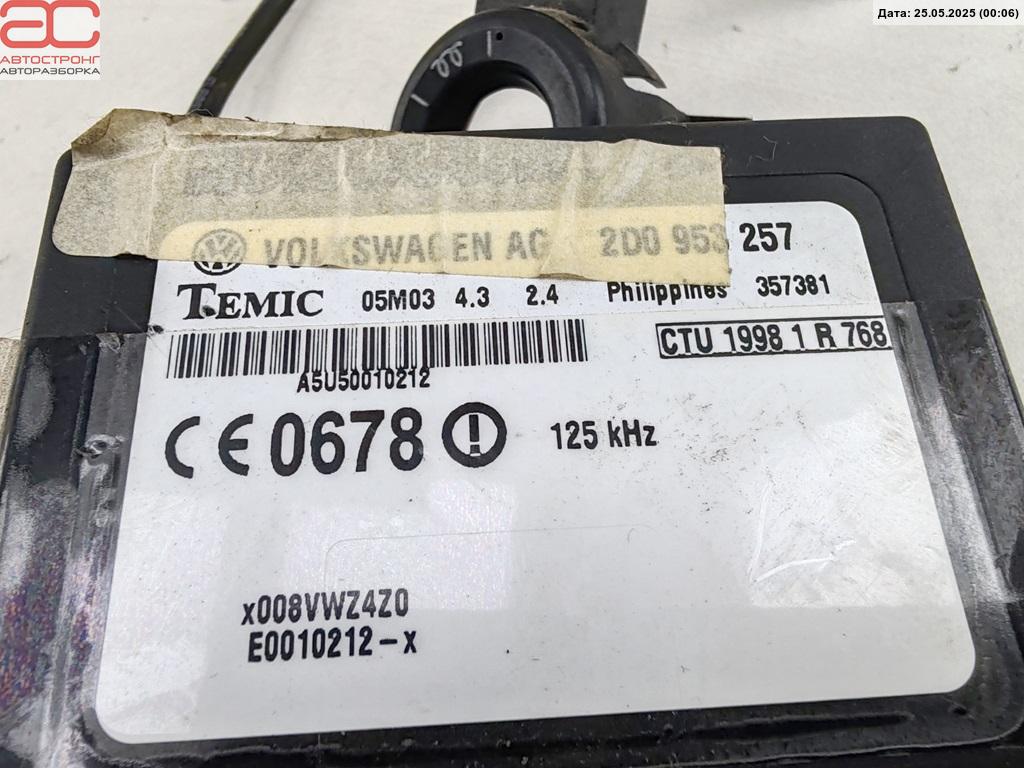 АС
АВТОСТРОНГ
АВТОРАЗБОРКА
Дата: 25.05.2025 (00:06)
VOLKSWAGEN AG 2D0 953 257
TEMIC 05M03 4.3 2.4 Philippines 357381
CTU 1998 1 R 768
A5U50010212
CE 0678 125 kHz
x008VWZ4Z0
E0010212-x